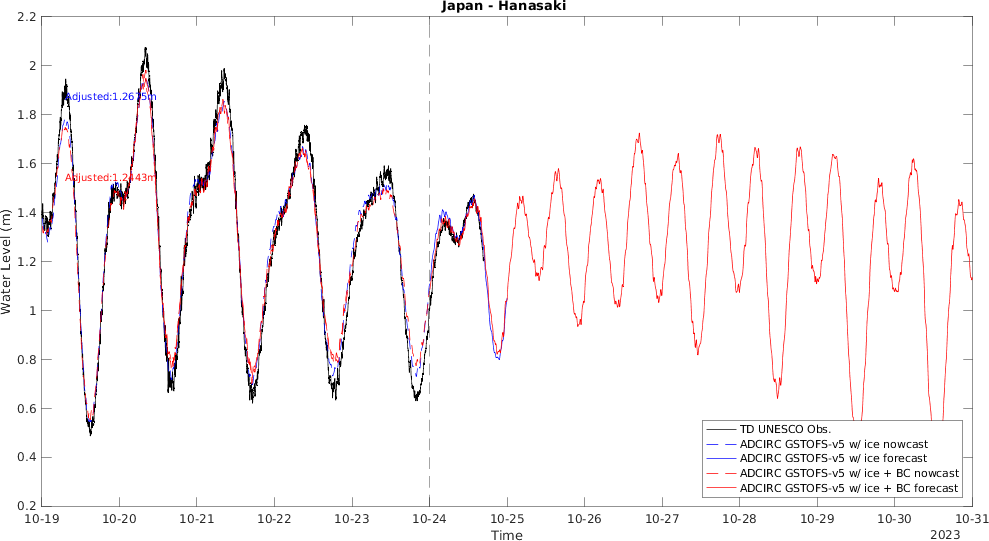 Japan - Hanasaki
Water Level (m)
2.2
2
1.8
1.6
1.4
1.2
1
0.8
0.6
0.4
0.2
Adjusted:1.2675m
Adjusted:1.2443m
TD UNESCO Obs.
ADCIRC GSTOFS-v5 w/ ice nowcast
ADCIRC GSTOFS-v5 w/ ice forecast
ADCIRC GSTOFS-v5 w/ ice + BC nowcast
ADCIRC GSTOFS-v5 w/ ice + BC forecast
10-19 10-20 10-21 10-22 10-23 10-24 10-25 10-26 10-27 10-28 10-29 10-30 10-31
Time
2023